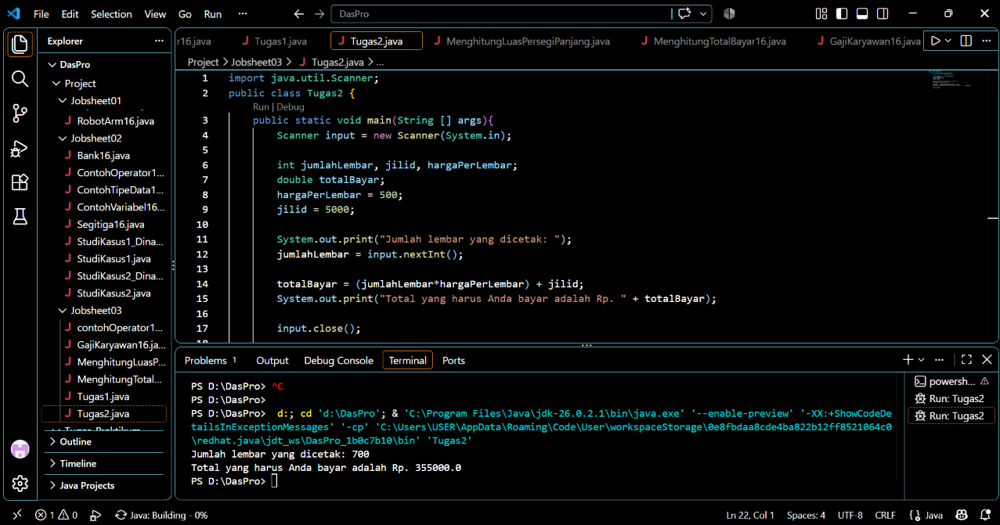 File Edit Selection View Go Run ···
DasPro
Explorer ···
DasPro
Project
Jobsheet01
RobotArm16.java
Jobsheet02
Bank16.java
ContohOperator1...
ContohTipeData1...
ContohVariabel16...
Segitiga16.java
StudiKasus1_Dina...
StudiKasus1.java
StudiKasus2_Dina...
StudiKasus2.java
Jobsheet03
contohOperator1...
GajiKaryawan16.ja...
MenghitungLuasP...
MenghitungTotal...
Tugas1.java
Tugas2.java
Outline
Timeline
Java Projects
r16.java Tugas1.java Tugas2.java MenghitungLuasPersegiPanjang.java MenghitungTotalBayar16.java GajiKaryawan16.java
Project > Jobsheet03 > Tugas2.java > ...
1 import java.util.Scanner;
2 public class Tugas2 {
Run | Debug
3 public static void main(String [] args){
4 Scanner input = new Scanner(System.in);
5
6 int jumlahLembar, jilid, hargaPerLembar;
7 double totalBayar;
8 hargaPerLembar = 500;
9 jilid = 5000;
10
11 System.out.print("Jumlah lembar yang dicetak: ");
12 jumlahLembar = input.nextInt();
13
14 totalBayar = (jumlahLembar*hargaPerLembar) + jilid;
15 System.out.print("Total yang harus Anda bayar adalah Rp. " + totalBayar);
16
17 input.close();
Problems 1 Output Debug Console Terminal Ports
PS D:\DasPro> ^C
PS D:\DasPro>
PS D:\DasPro> d:; cd 'd:\DasPro'; & 'C:\Program Files\Java\jdk-26.0.2.1\bin\java.exe' '--enable-preview' '-XX:+ShowCodeDe
tailsInExceptionMessages' '-cp' 'C:\Users\USER\AppData\Roaming\Code\User\workspaceStorage\0e8fbdaa8cde4ba822b12ff8521064c0
\redhat.java\jdt_ws\DasPro_1b0c7b10\bin' 'Tugas2'
Jumlah lembar yang dicetak: 700
Total yang harus Anda bayar adalah Rp. 355000.0
PS D:\DasPro>
powersh...
Run: Tugas2
Run: Tugas2
1 0 Java: Building - 0% Ln 22, Col 1 Spaces: 4 UTF-8 CRLF {} Java